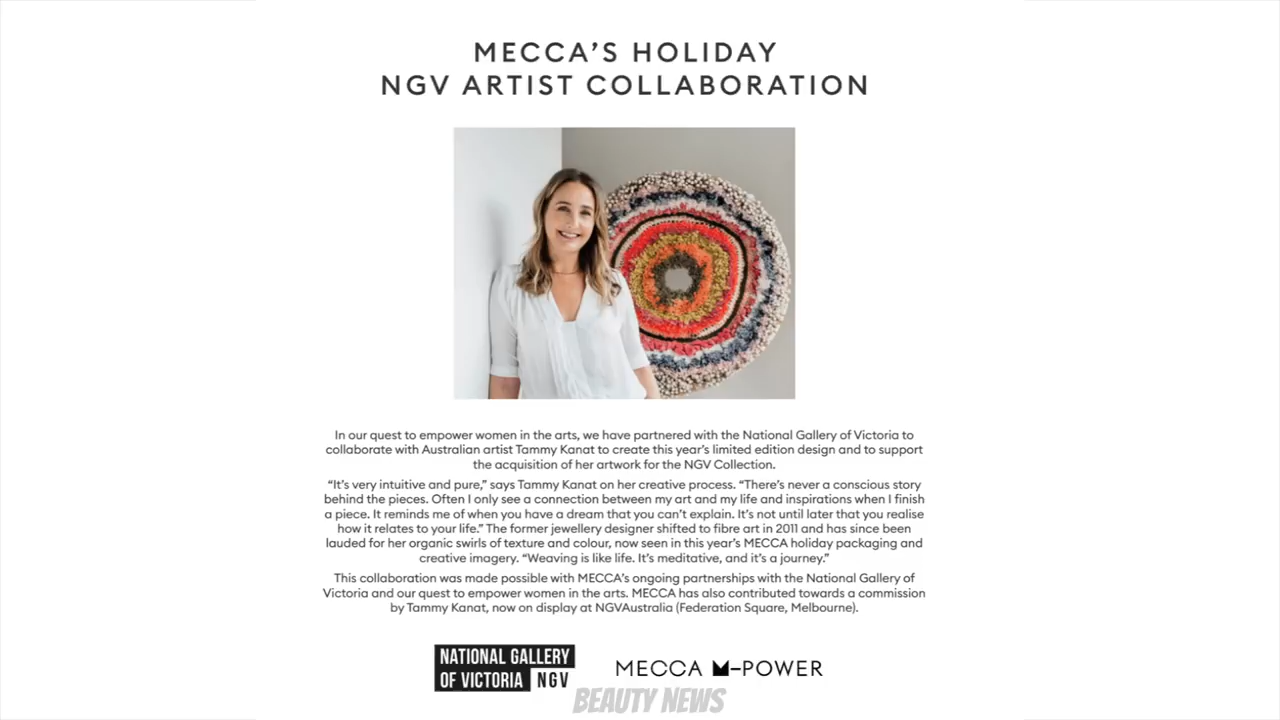 MECCA'S HOLIDAY
NGV ARTIST COLLABORATION
In our quest to empower women in the arts, we have partnered with the National Gallery of Victoria to
collaborate with Australian artist Tammy Kanat to create this year's limited edition design and to support
the acquisition of her artwork for the NGV Collection.
“It's very intuitive and pure,” says Tammy Kanat on her creative process. “There's never a conscious story
behind the pieces. Often I only see a connection between my art and my life and inspirations when I finish
a piece. It reminds me of when you have a dream that you can't explain. It's not until later that you realise
how it relates to your life.” The former jewellery designer shifted to fibre art in 2011 and has since been
lauded for her organic swirls of texture and colour, now seen in this year's MECCA holiday packaging and
creative imagery. “Weaving is like life. It's meditative, and it's a journey.”
This collaboration was made possible with MECCA's ongoing partnerships with the National Gallery of
Victoria and our quest to empower women in the arts. MECCA has also contributed towards a commission
by Tammy Kanat, now on display at NGVAustralia (Federation Square, Melbourne).
NATIONAL GALLERY
OF VICTORIA NGV
MECCA M-POWER
BEAUTY NEWS